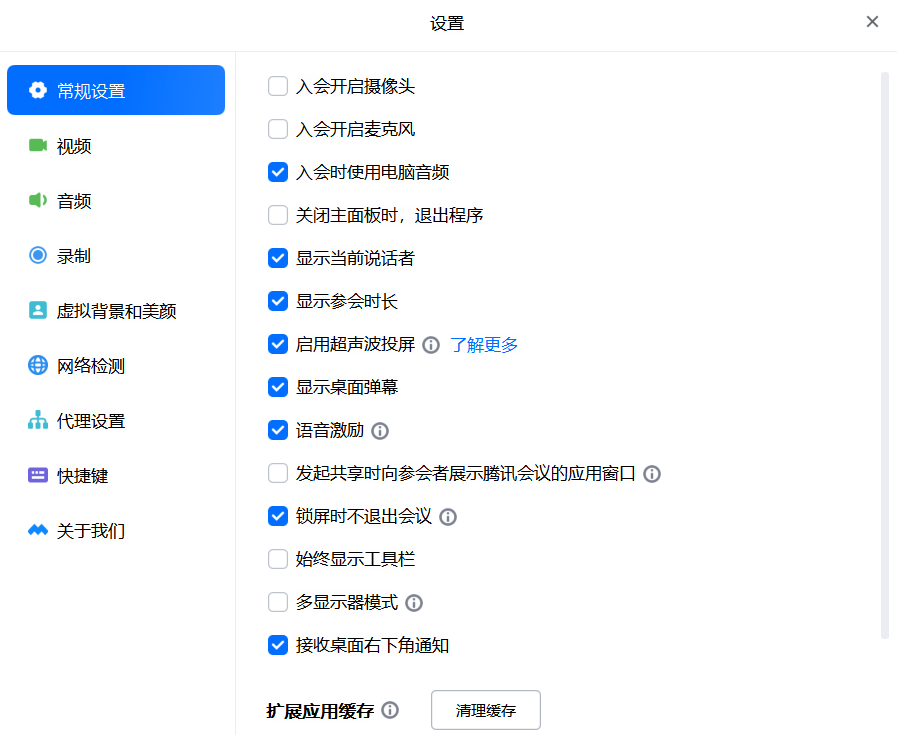 设置
常规设置
视频
音频
录制
虚拟背景和美颜
网络检测
代理设置
快捷键
关于我们
入会开启摄像头
入会开启麦克风
入会时使用电脑音频
关闭主面板时，退出程序
显示当前说话者
显示参会时长
启用超声波投屏 了解更多
显示桌面弹幕
语音激励
发起共享时向参会者展示腾讯会议的应用窗口
锁屏时不退出会议
始终显示工具栏
多显示器模式
接收桌面右下角通知
扩展应用缓存 清理缓存